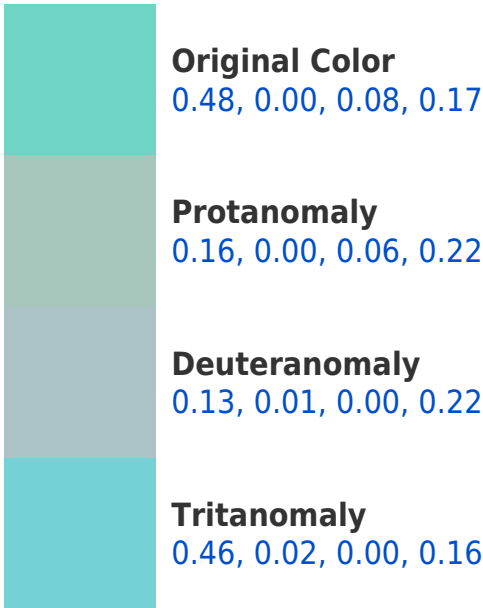 Original Color
0.48, 0.00, 0.08, 0.17
Protanomaly
0.16, 0.00, 0.06, 0.22
Deuteranomaly
0.13, 0.01, 0.00, 0.22
Tritanomaly
0.46, 0.02, 0.00, 0.16